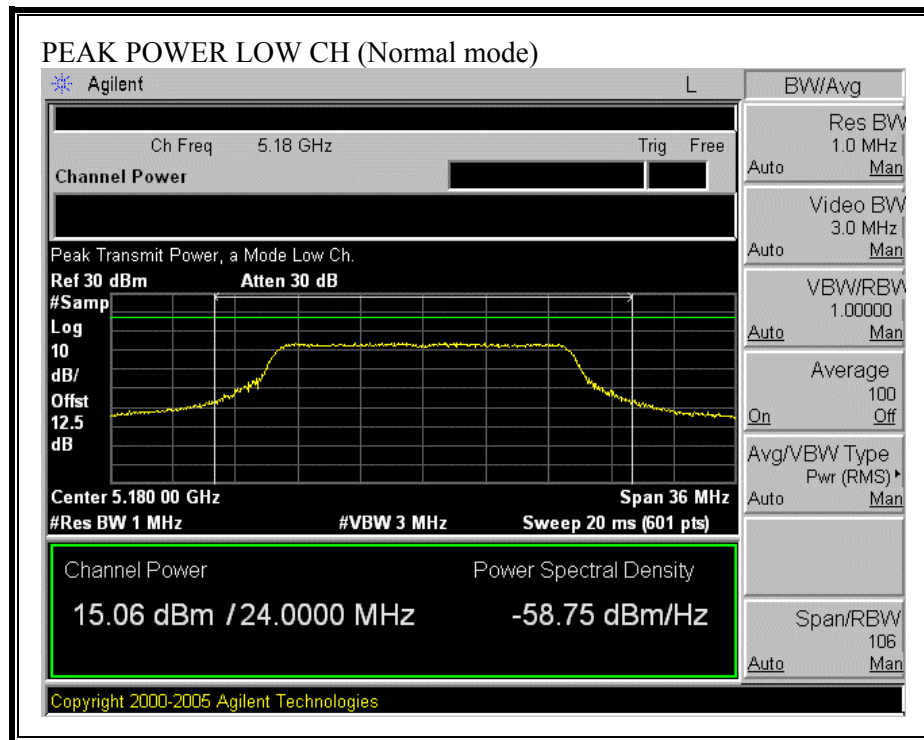 PEAK POWER LOW CH (Normal mode)
Agilent L
BW/Avg
Ch Freq 5.18 GHz Trig Free
Channel Power
Peak Transmit Power, a Mode Low Ch.
Ref 30 dBm Atten 30 dB
#Samp
Log
10
dB/
Offst
12.5
dB
Center 5.180 00 GHz Span 36 MHz
#Res BW 1 MHz #VBW 3 MHz Sweep 20 ms (601 pts)
Channel Power Power Spectral Density
15.06 dBm / 24.0000 MHz -58.75 dBm/Hz
Copyright 2000-2005 Agilent Technologies
Res BW
1.0 MHz
Auto Man
Video BW
3.0 MHz
Auto Man
VBW/RBW
1.00000
Auto Man
Average
100
On Off
Avg/VBW Type
Pwr (RMS)
Auto Man
Span/RBW
106
Auto Man